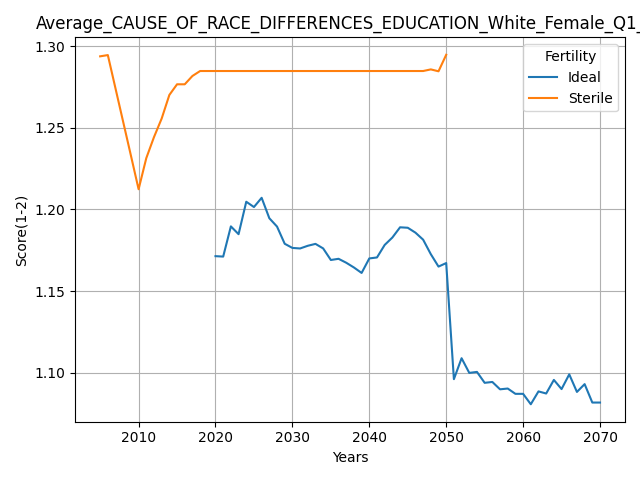 Average_CAUSE_OF_RACE_DIFFERENCES_EDUCATION_White_Female_Q1_
1.30
1.25
1.20
1.15
1.10
Score(1-2)
Fertility
Ideal
Sterile
2010 2020 2030 2040 2050 2060 2070
Years